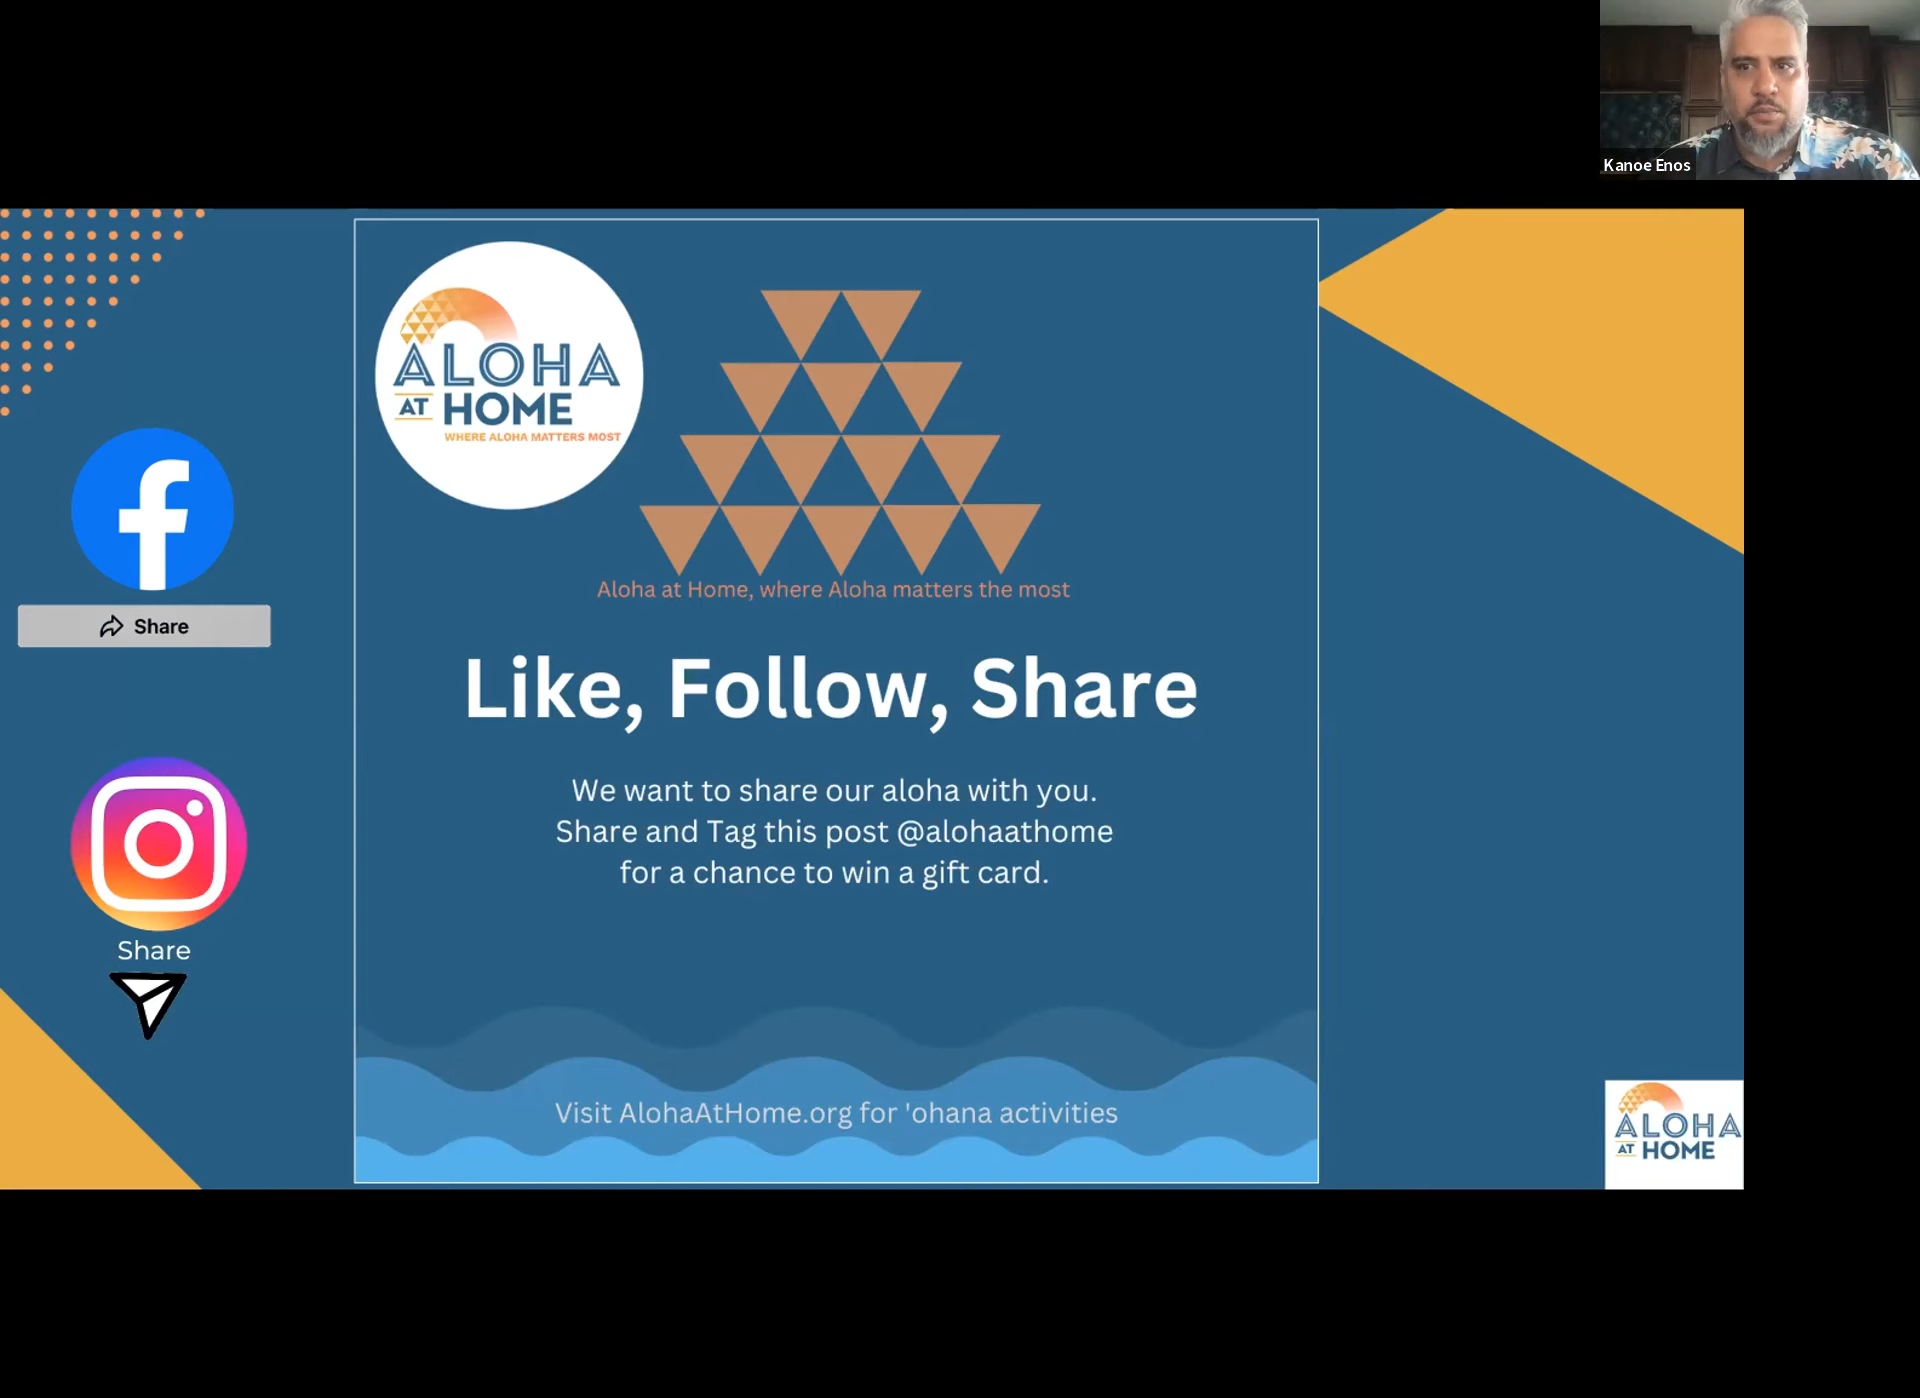 Kanoe Enos
ALOHA
AT HOME
WHERE ALOHA MATTERS MOST
Aloha at Home, where Aloha matters the most
Share
Like, Follow, Share
We want to share our aloha with you.
Share and Tag this post @alohaathome
for a chance to win a gift card.
Share
Visit AlohaAtHome.org for 'ohana activities
ALOHA
AT HOME